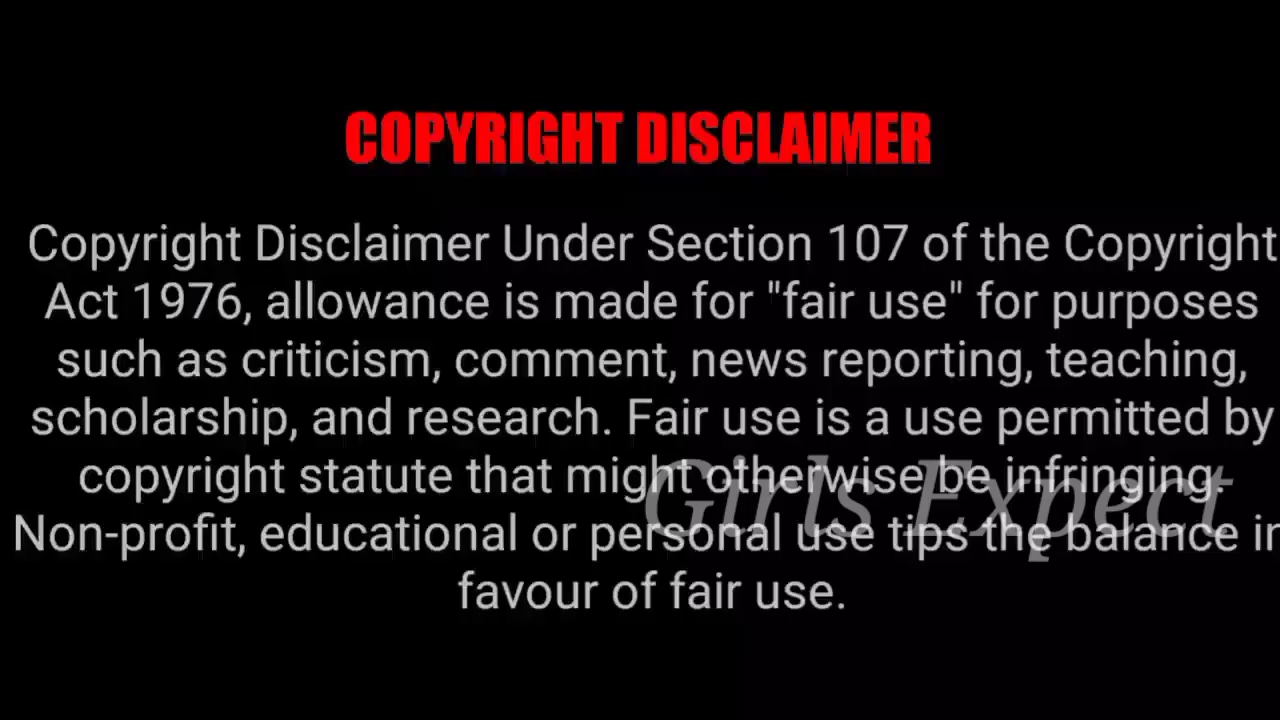 COPYRIGHT DISCLAIMER
Copyright Disclaimer Under Section 107 of the Copyright
Act 1976, allowance is made for "fair use" for purposes
such as criticism, comment, news reporting, teaching,
scholarship, and research. Fair use is a use permitted by
copyright statute that might otherwise be infringing.
Girls Expect
Non-profit, educational or personal use tips the balance in
favour of fair use.